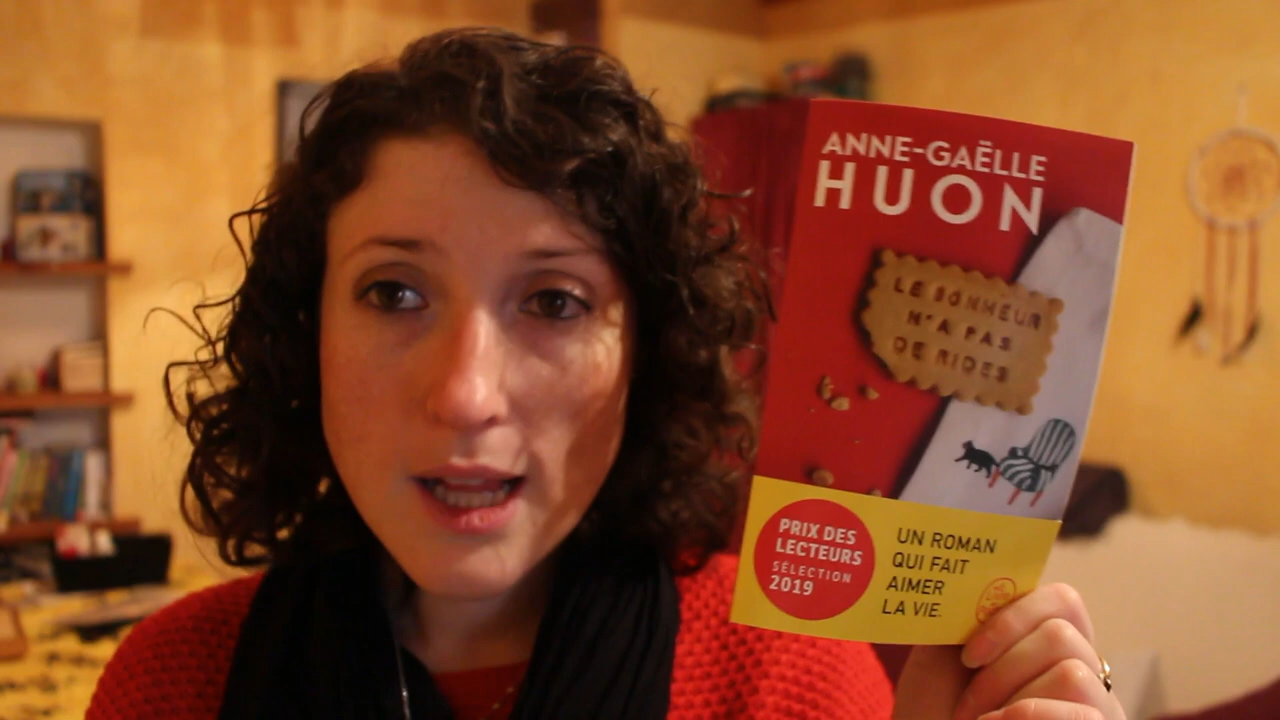 ANNE-GAËLLE
HUON
LE BONHEUR
N'A PAS
DE RIDES
PRIX DES
LECTEURS
SÉLECTION
2019
UN ROMAN
QUI FAIT
AIMER
LA VIE.